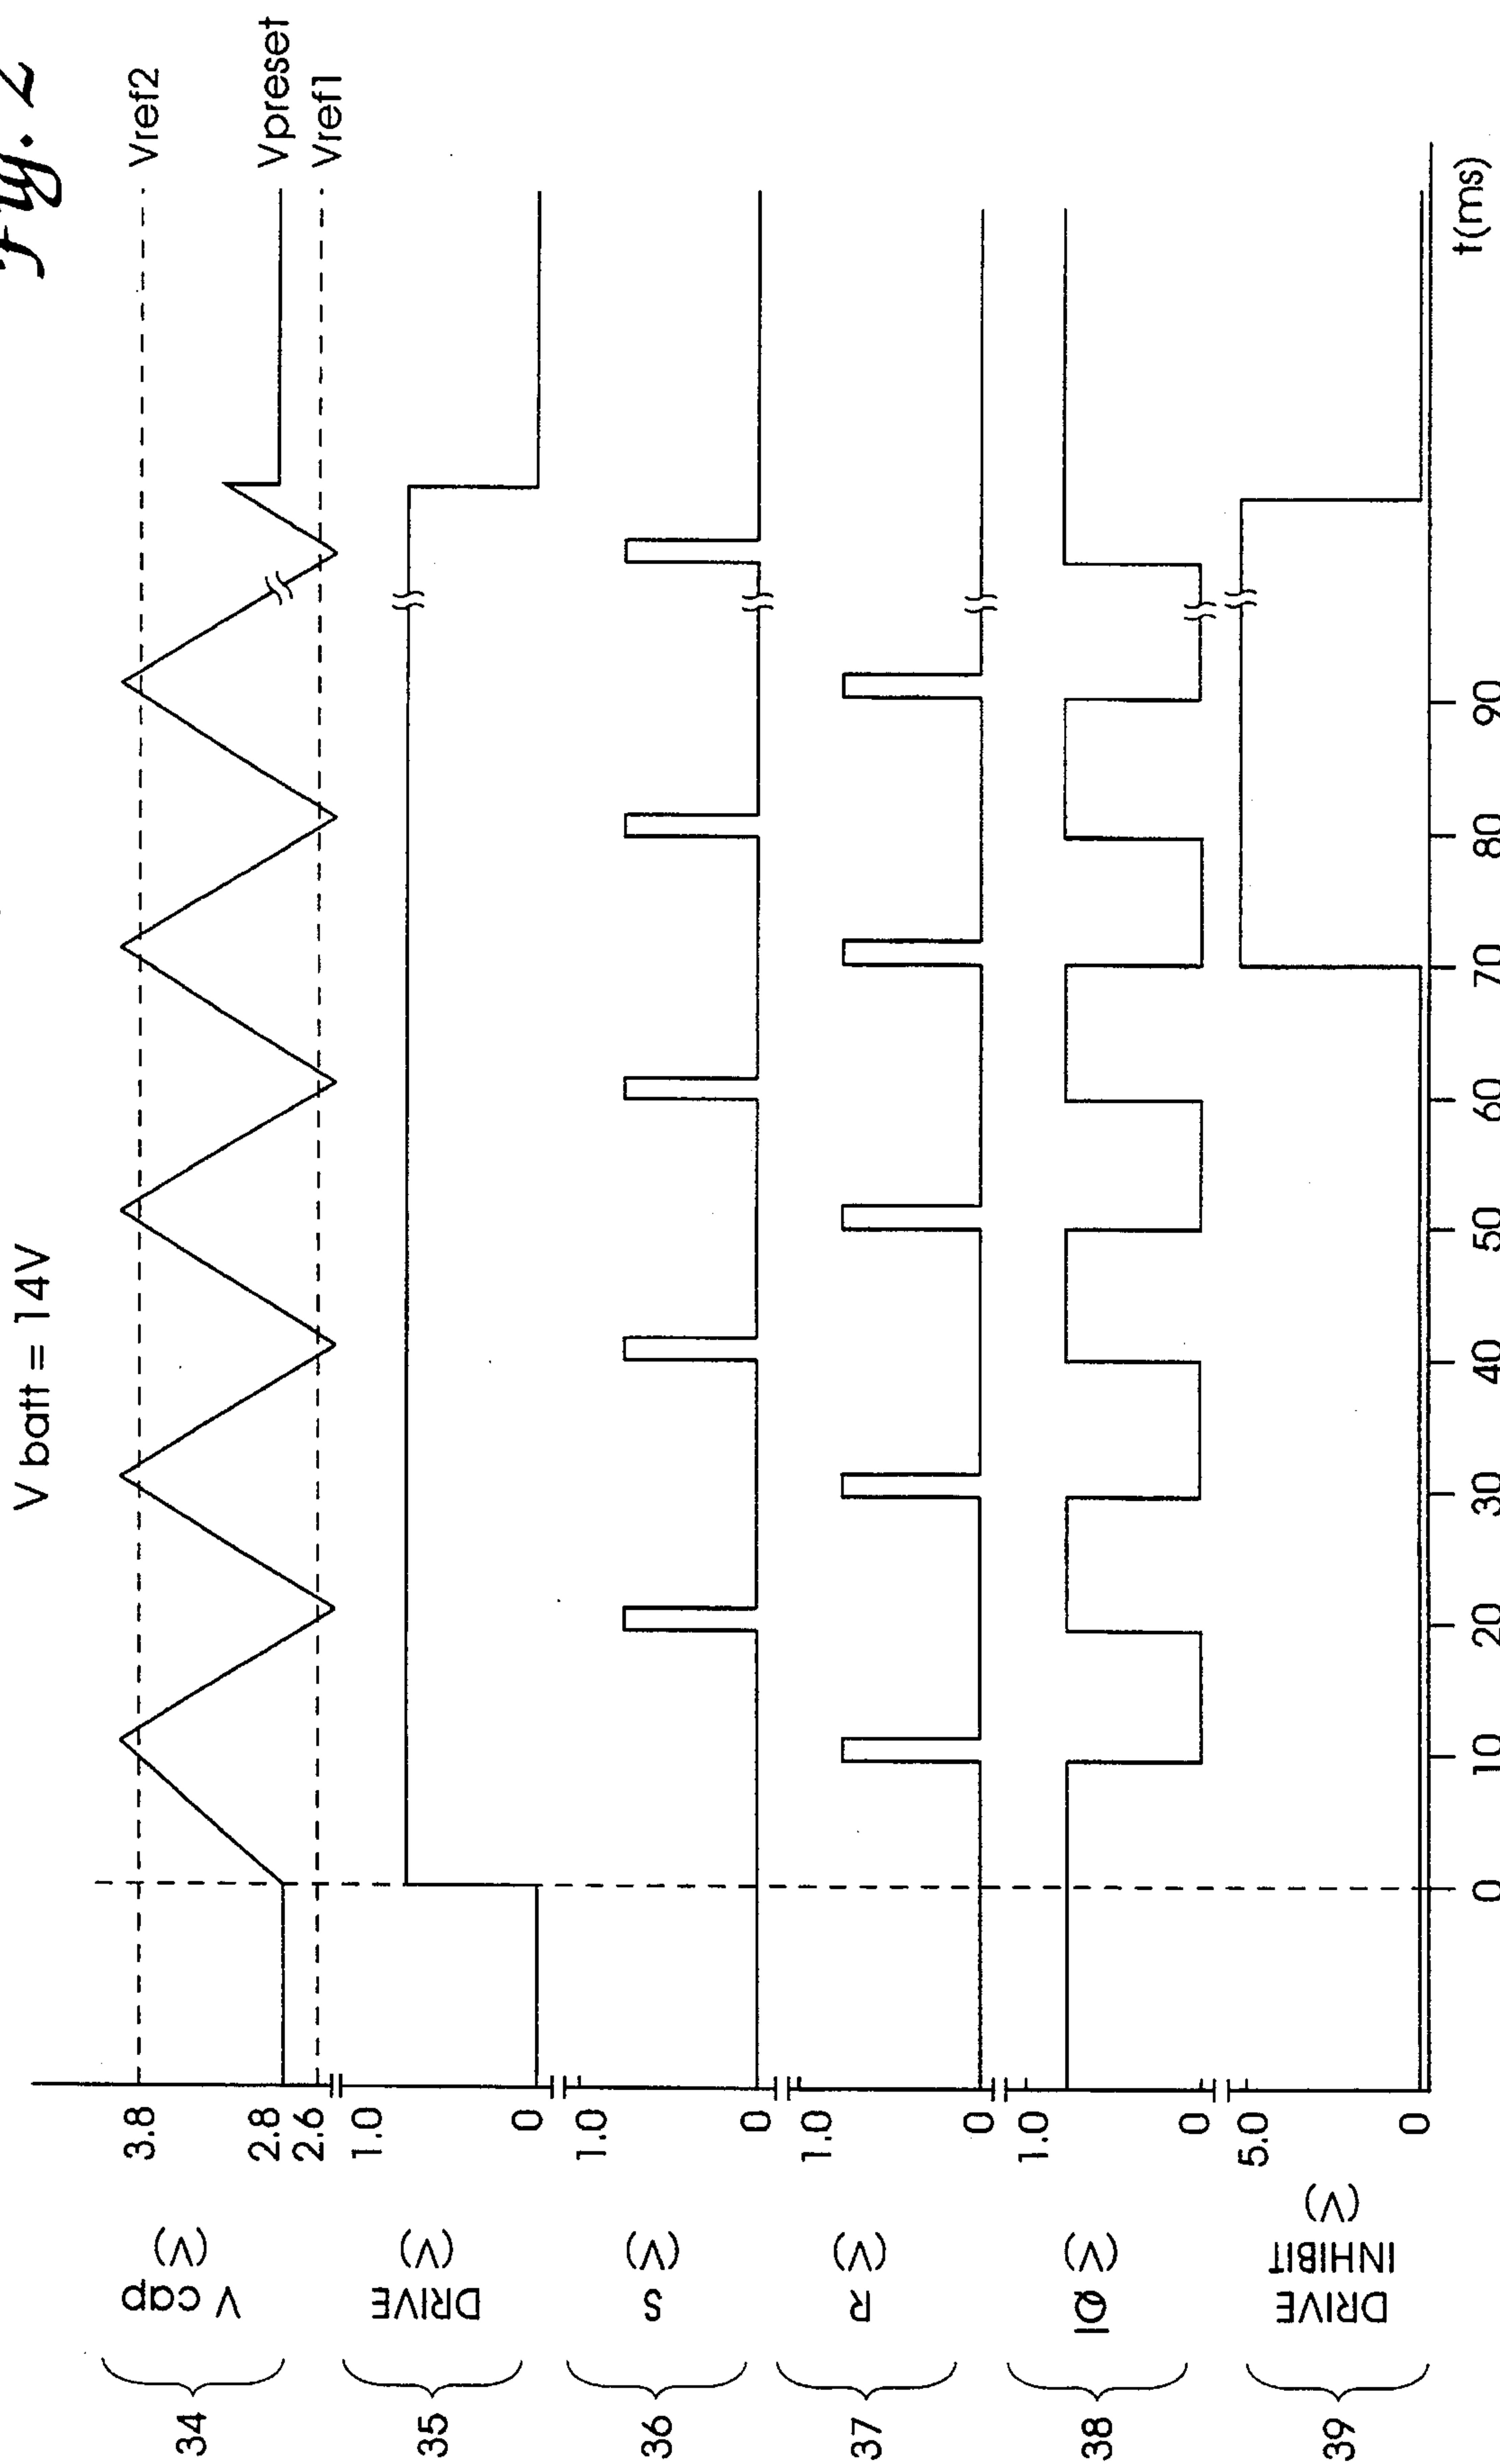 Fig. 2
V batt = 14V
34
V cap
(V)
3.8
2.8
2.6
Vref2
Vpreset
Vref1
35
DRIVE
(V)
1.0
0
36
S
(V)
1.0
0
37
R
(V)
1.0
0
38
Q̅
(V)
1.0
0
39
DRIVE
INHIBIT
(V)
5.0
0
0 10 20 30 40 50 60 70 80 90
t(ms)